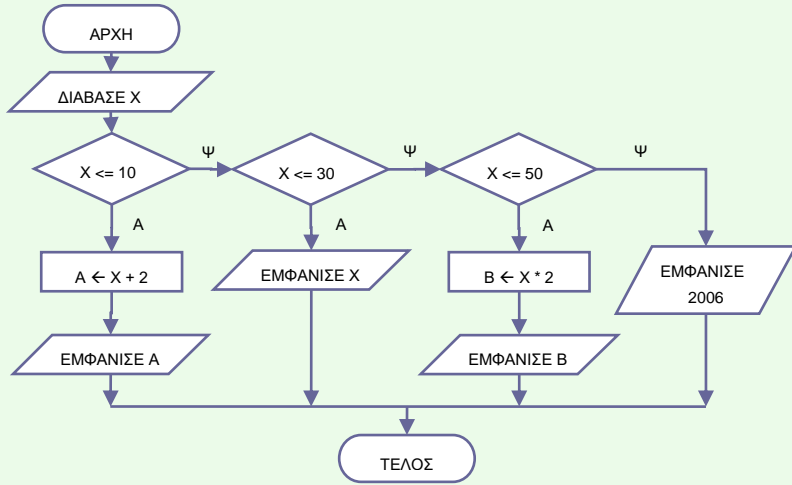 ΑΡΧΗ
ΔΙΑΒΑΣΕ Χ
Χ <= 10
Ψ
Χ <= 30
Ψ
Χ <= 50
Ψ
Α
Α
Α
Α ← Χ + 2
ΕΜΦΑΝΙΣΕ Χ
Β ← Χ * 2
ΕΜΦΑΝΙΣΕ
2006
ΕΜΦΑΝΙΣΕ Α
ΕΜΦΑΝΙΣΕ Β
ΤΕΛΟΣ